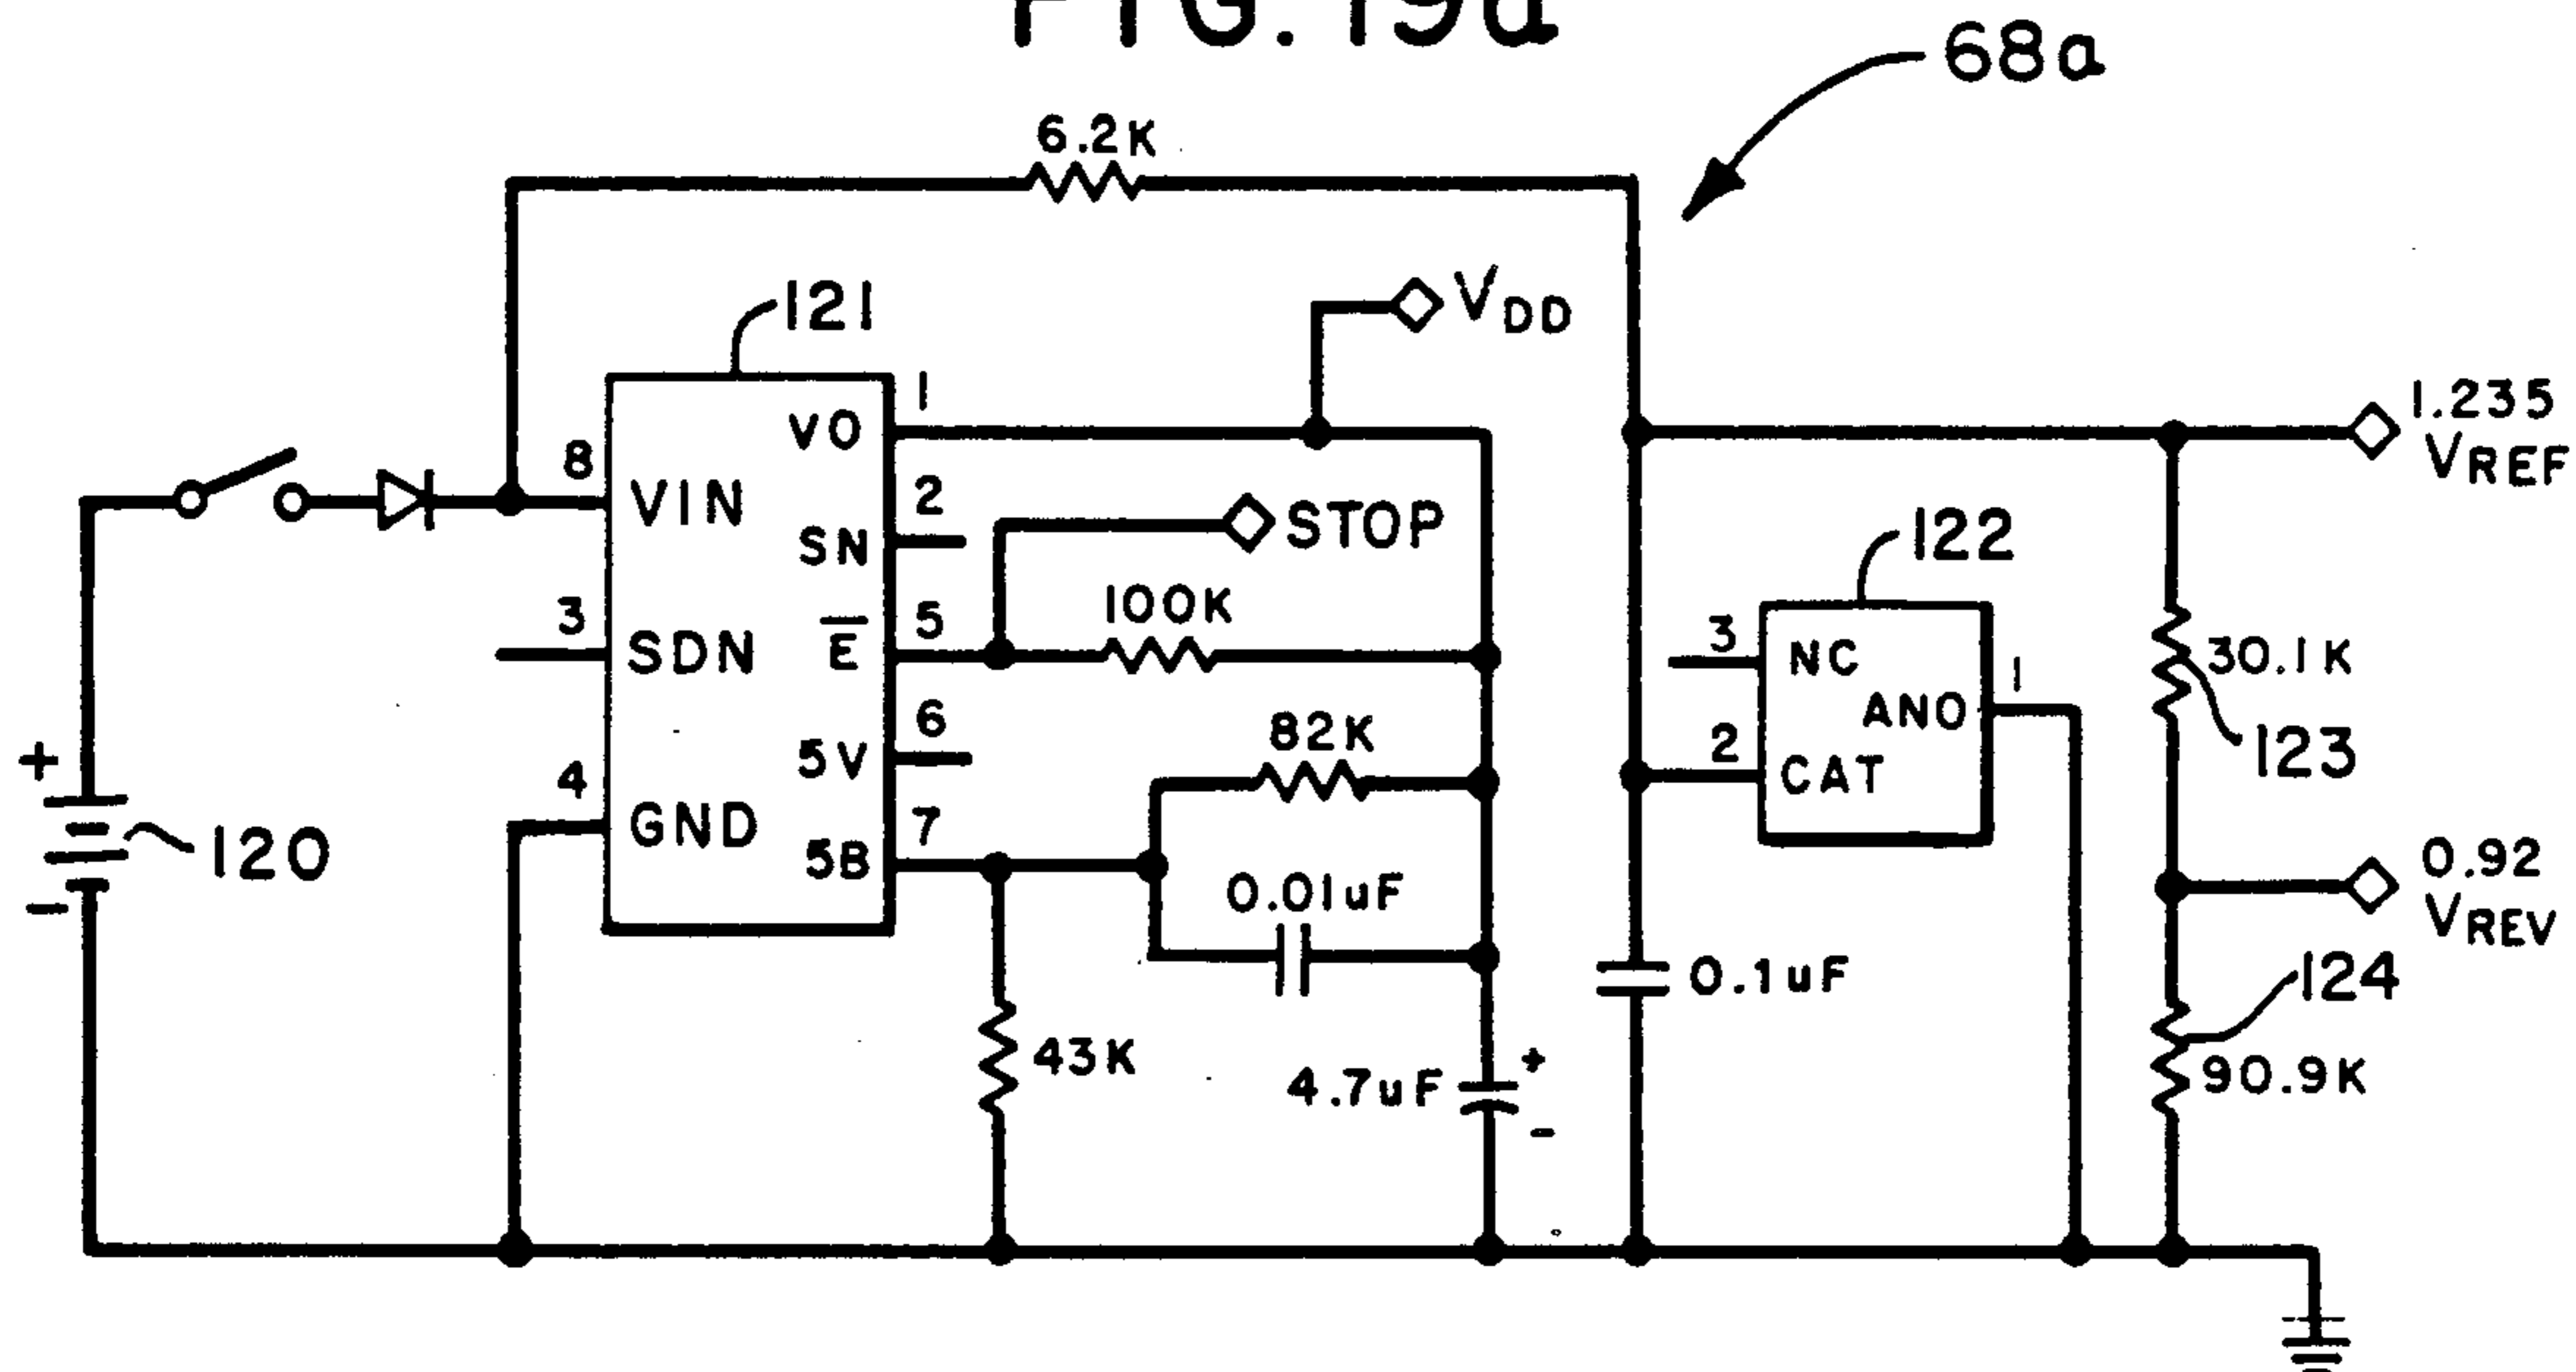 FIG. 19a
68a
6.2K
121
VDD
1
VO
1.235
VREF
8
VIN
2
SN
STOP
122
3
SDN
5
E̅
100K
3
NC
1
ANO
30.1K
123
6
5V
82K
2
CAT
+
120
-
4
GND
7
5B
0.01uF
0.92
VREV
0.1uF
124
43K
4.7uF
+
-
90.9K